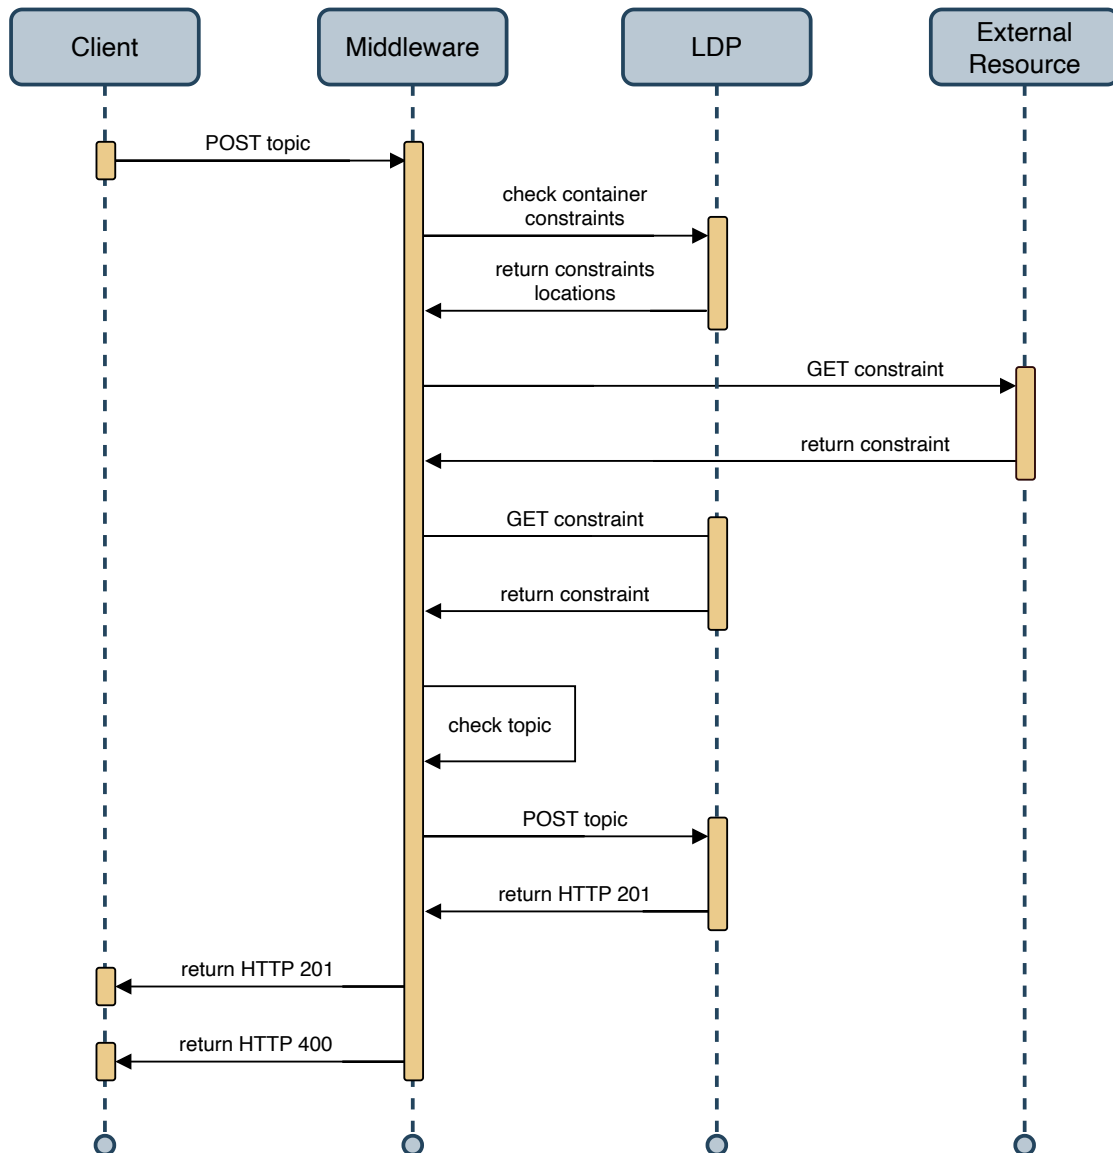 Client
Middleware
LDP
External
Resource
POST topic
check container
constraints
return constraints
locations
GET constraint
return constraint
GET constraint
return constraint
check topic
POST topic
return HTTP 201
return HTTP 201
return HTTP 400